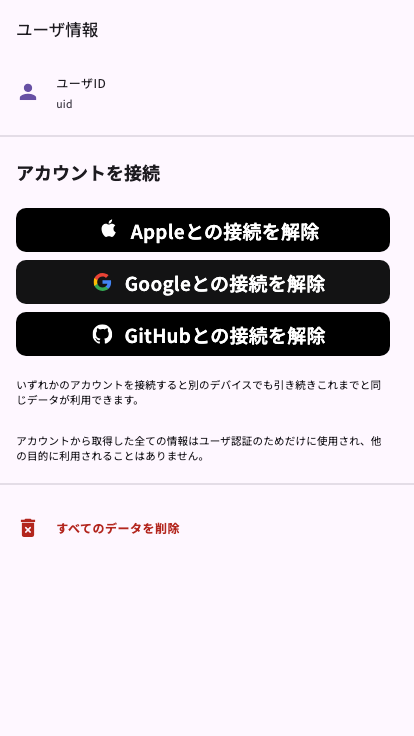 ユーザ情報
ユーザID
uid
アカウントを接続
Appleとの接続を解除
Googleとの接続を解除
GitHubとの接続を解除
いずれかのアカウントを接続すると別のデバイスでも引き続きこれまでと同
じデータが利用できます。
アカウントから取得した全ての情報はユーザ認証のためだけに使用され、他
の目的に利用されることはありません。
すべてのデータを削除